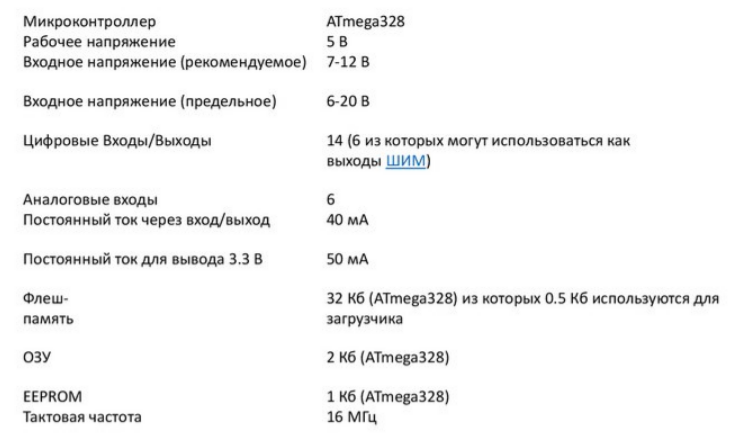 Микроконтроллер ATmega328
Рабочее напряжение 5 В
Входное напряжение (рекомендуемое) 7-12 В
Входное напряжение (предельное) 6-20 В
Цифровые Входы/Выходы 14 (6 из которых могут использоваться как
выходы ШИМ)
Аналоговые входы 6
Постоянный ток через вход/выход 40 мА
Постоянный ток для вывода 3.3 В 50 мА
Флеш- 32 Кб (ATmega328) из которых 0.5 Кб используются для
память загрузчика
ОЗУ 2 Кб (ATmega328)
EEPROM 1 Кб (ATmega328)
Тактовая частота 16 МГц